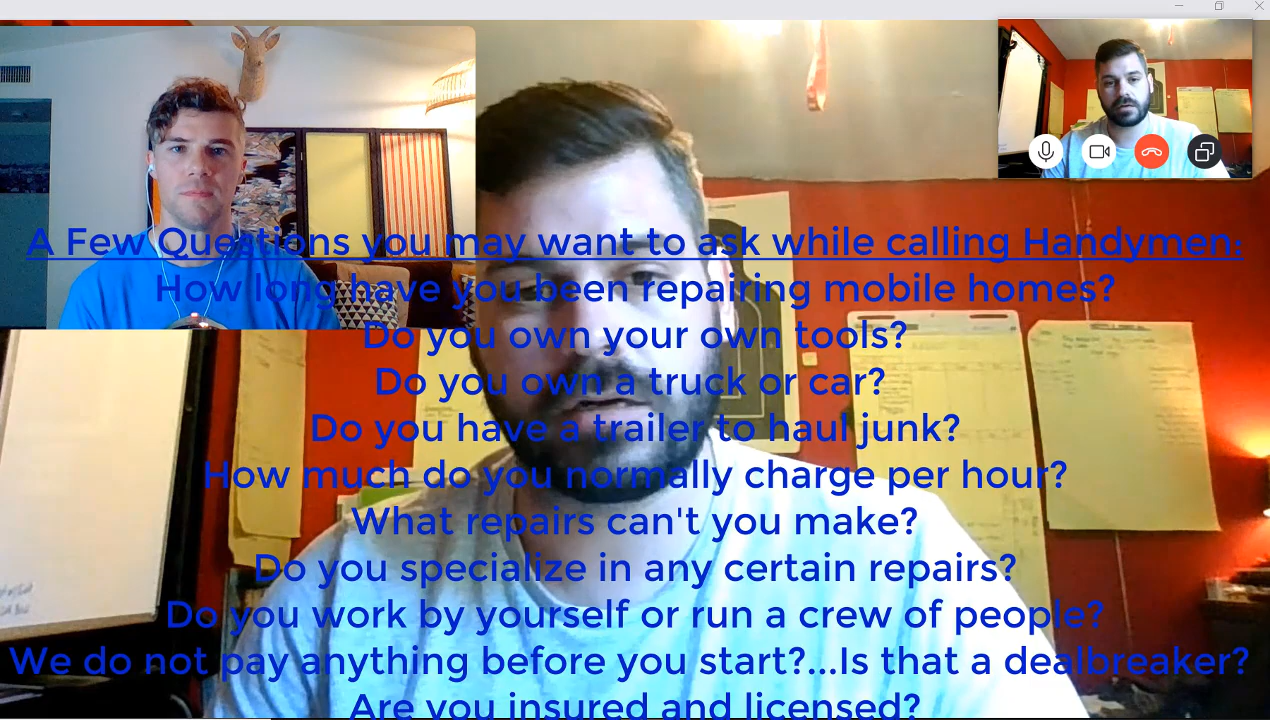 A Few Questions you may want to ask while calling Handymen:
How long have you been repairing mobile homes?
Do you own your own tools?
Do you own a truck or car?
Do you have a trailer to haul junk?
How much do you normally charge per hour?
What repairs can't you make?
Do you specialize in any certain repairs?
Do you work by yourself or run a crew of people?
We do not pay anything before you start?...Is that a dealbreaker?
Are you insured and licensed?